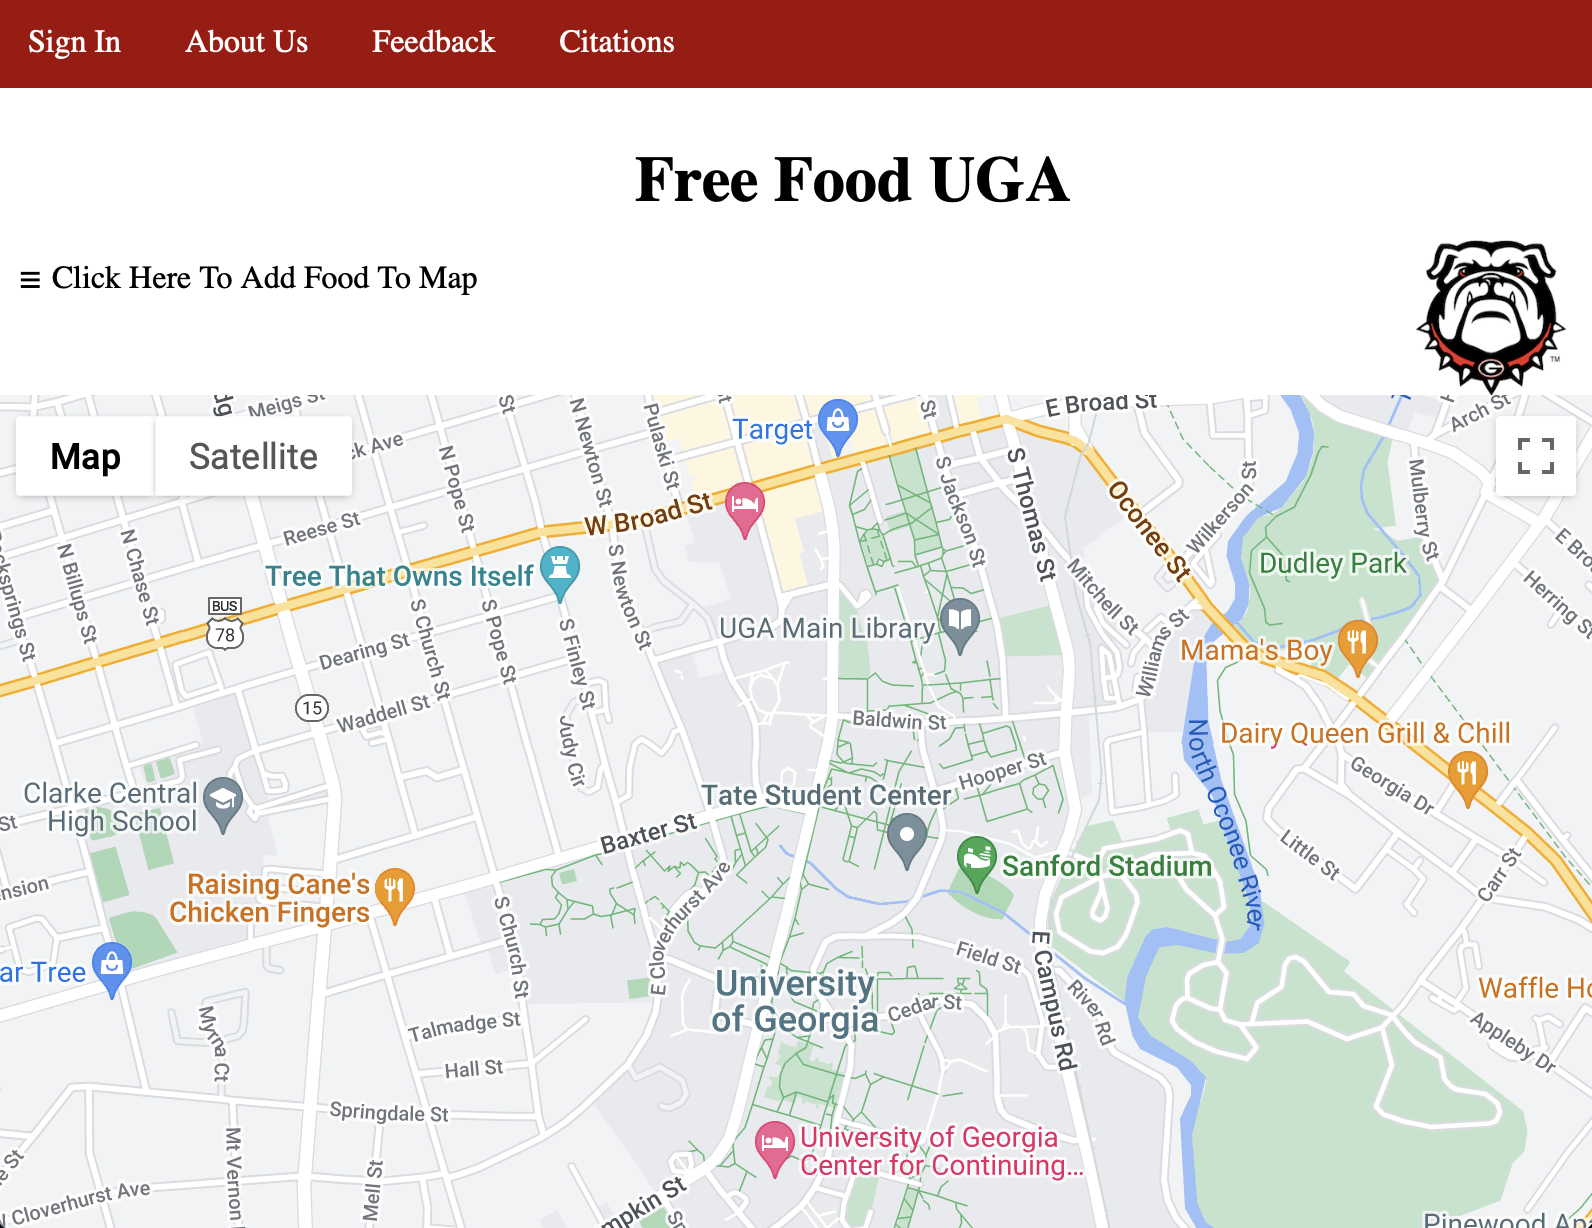 Sign In About Us Feedback Citations
Free Food UGA
≡ Click Here To Add Food To Map
TM
G
Map Satellite
Meigs St
E Broad St
Arch St
Target
N Pope St
N Newton St
Pulaski St
S Jackson St
S Thomas St
Oconee St
Wilkerson St
Mulberry St
Reese St
W Broad St
N Chase St
N Billups St
Tree That Owns Itself
S Newton St
Mitchell St
Dudley Park
Herring St
BUS
78
UGA Main Library
Williams St
Mama's Boy
Dearing St
S Church St
S Pope St
S Finley St
15
Waddell St
Judy Cir
Baldwin St
North Oconee River
Dairy Queen Grill & Chill
Hooper St
Georgia Dr
Clarke Central
High School
Tate Student Center
Baxter St
Little St
Carr St
Sanford Stadium
Raising Cane's
Chicken Fingers
S Church St
E Cloverhurst Ave
E Campus Rd
Field St
River Rd
ar Tree
University
of Georgia
Cedar St
Waffle Ho
Appleby Dr
Myrna Ct
Talmadge St
Hall St
Springdale St
Mt Vernon
Mell St
University of Georgia
Center for Continuing...
Cloverhurst Ave
mpkin St
Pinewood Ap